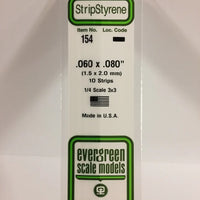 StripStyrene
Item No. Loc. Code
154
.060 x .080"
(1.5 x 2.0 mm)
10 Strips
1/4 Scale 3x3
Made in U.S.A.
evergreen
scale models